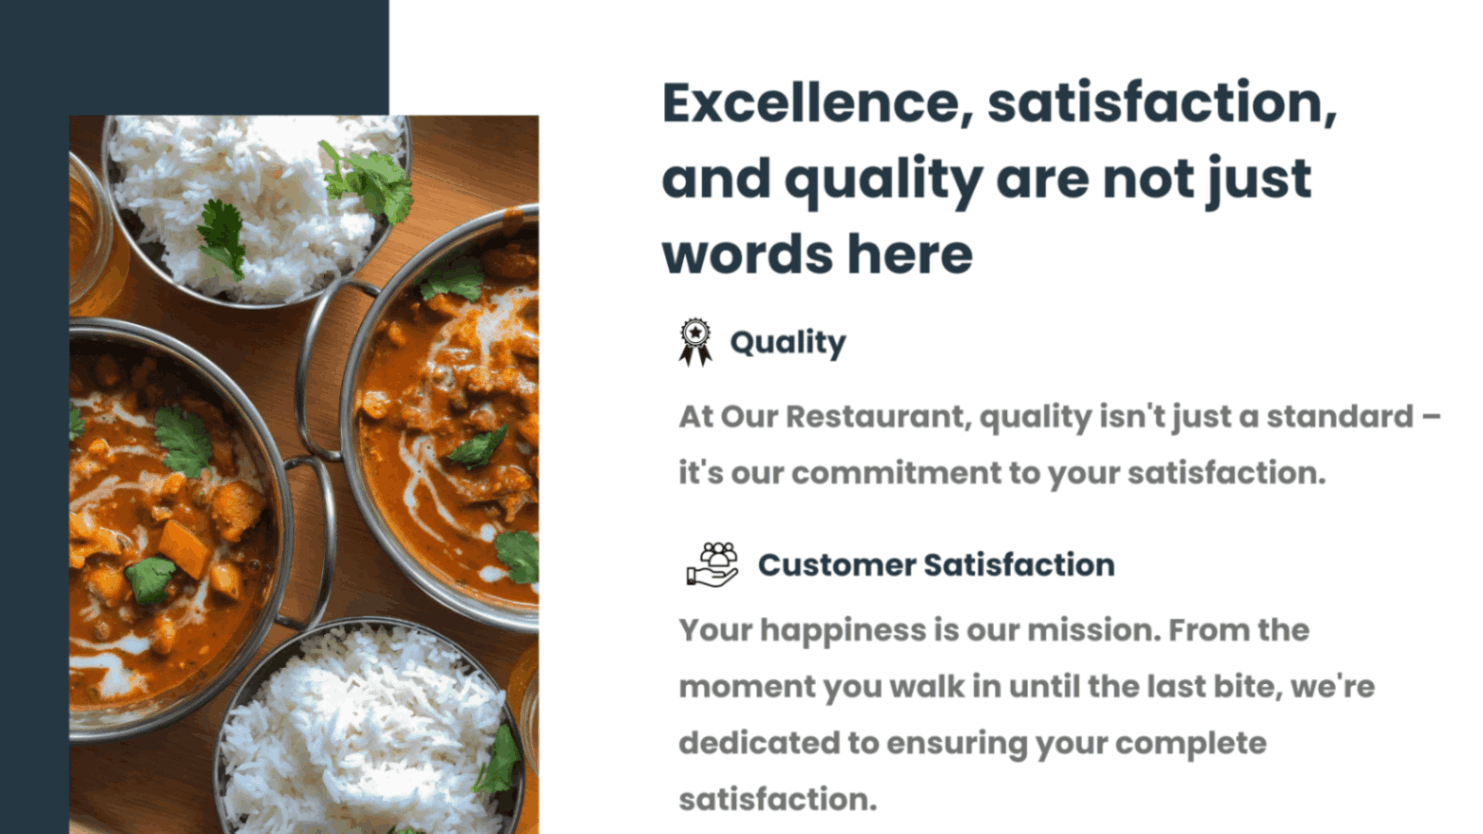 Excellence, satisfaction,
and quality are not just
words here
Quality
At Our Restaurant, quality isn't just a standard –
it's our commitment to your satisfaction.
Customer Satisfaction
Your happiness is our mission. From the
moment you walk in until the last bite, we're
dedicated to ensuring your complete
satisfaction.